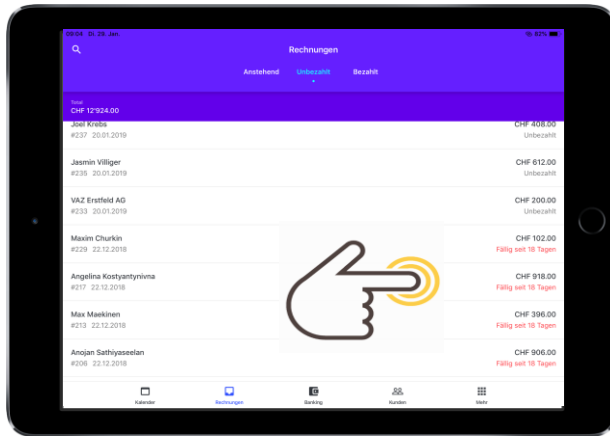 09:04 Di. 29. Jan.
82%
Rechnungen
Anstehend Unbezahlt Bezahlt
Total
CHF 12'924.00
Joel Krebs CHF 408.00
#237 20.01.2019 Unbezahlt
Jasmin Villiger CHF 612.00
#235 20.01.2019 Unbezahlt
VAZ Erstfeld AG CHF 200.00
#233 20.01.2019 Unbezahlt
Maxim Churkin CHF 102.00
#229 22.12.2018 Fällig seit 18 Tagen
Angelina Kostyantynivna CHF 918.00
#217 22.12.2018 Fällig seit 18 Tagen
Max Maekinen CHF 396.00
#213 22.12.2018 Fällig seit 18 Tagen
Anojan Sathiyaseelan CHF 906.00
#206 22.12.2018 Fällig seit 18 Tagen
Kalender Rechnungen Banking Kunden Mehr